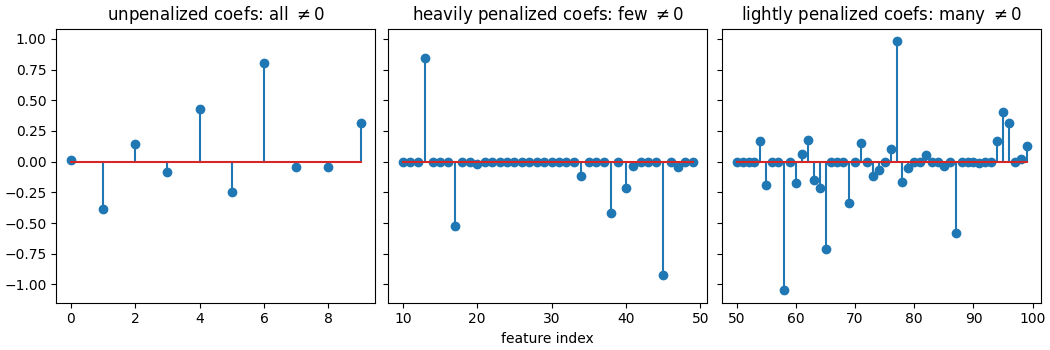 unpenalized coefs: all ≠0
heavily penalized coefs: few ≠0
lightly penalized coefs: many ≠0
1.00
0.75
0.50
0.25
0.00
−0.25
−0.50
−0.75
−1.00
0 2 4 6 8
10 20 30 40 50
50 60 70 80 90 100
feature index